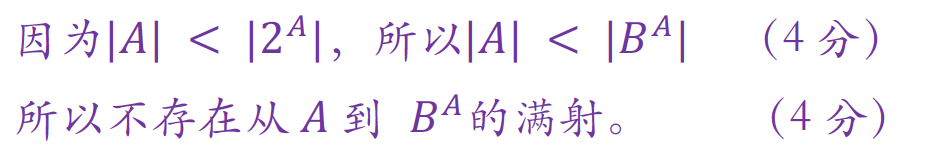 因为|A| < |2^A|，所以|A| < |B^A| （4分）
所以不存在从 A 到 B^A的满射。 （4分）